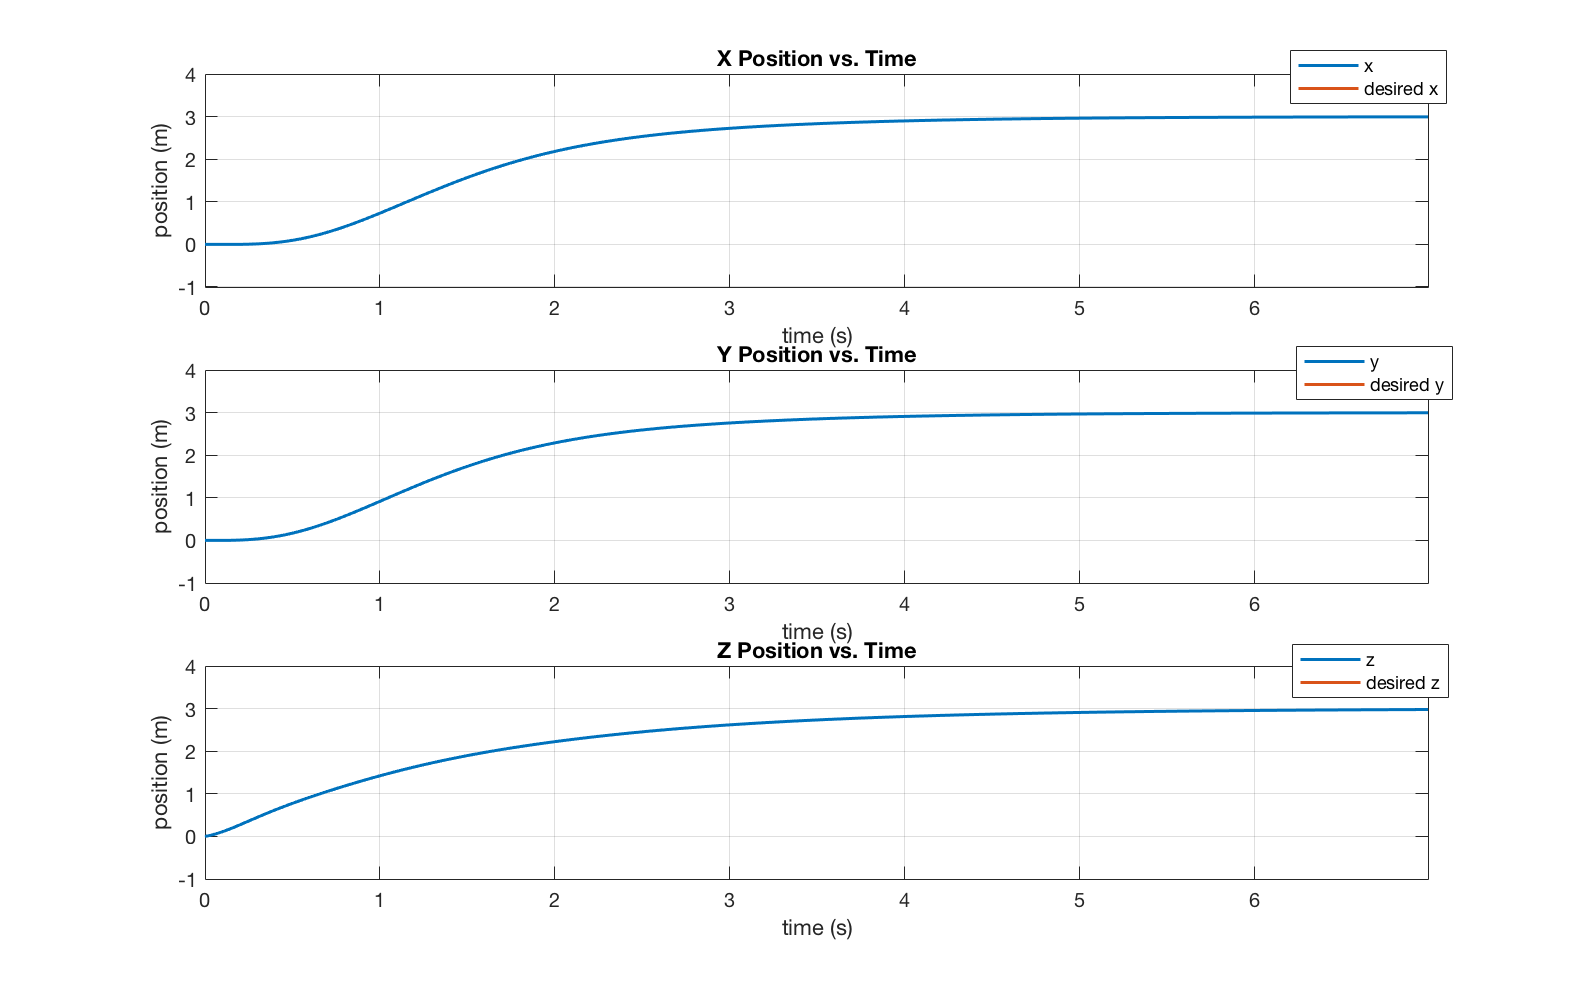 X Position vs. Time
x
desired x
position (m)
4
3
2
1
0
-1
0 1 2 3 4 5 6
time (s)
Y Position vs. Time
y
desired y
position (m)
4
3
2
1
0
-1
0 1 2 3 4 5 6
time (s)
Z Position vs. Time
z
desired z
position (m)
4
3
2
1
0
-1
0 1 2 3 4 5 6
time (s)